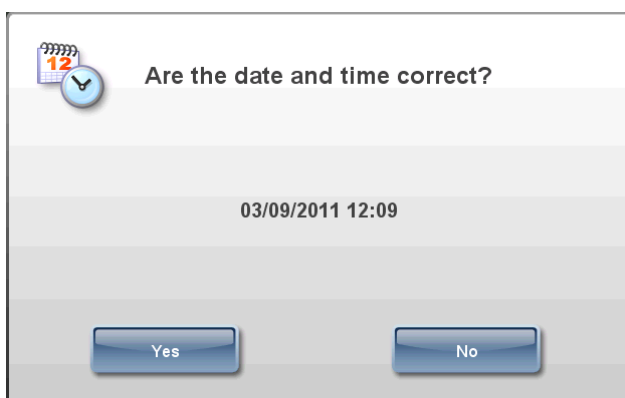 12
Are the date and time correct?
03/09/2011 12:09
Yes
No